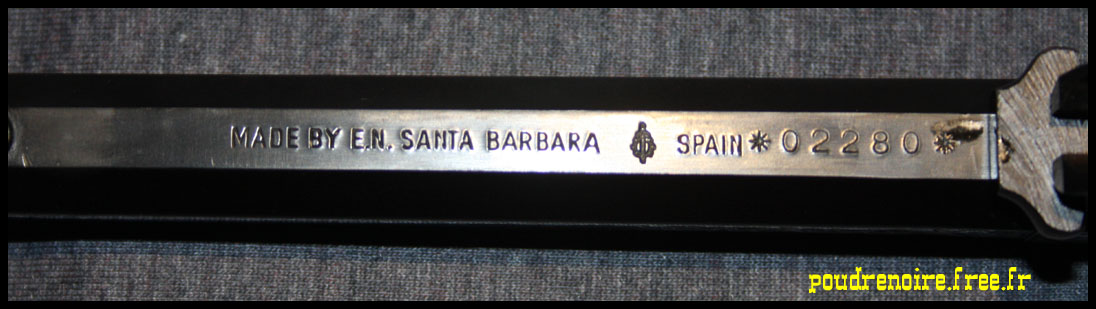 MADE BY E.N. SANTA BARBARA SPAIN *02280*
poudrenoire.free.fr